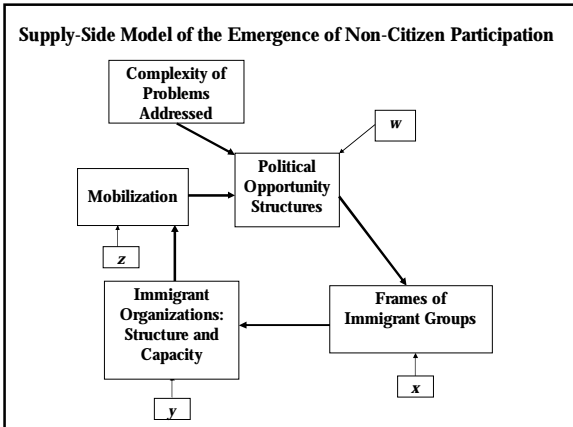 Supply-Side Model of the Emergence of Non-Citizen Participation
Complexity of
Problems
Addressed
w
Political
Opportunity
Structures
Mobilization
z
Immigrant
Organizations:
Structure and
Capacity
Frames of
Immigrant Groups
x
y